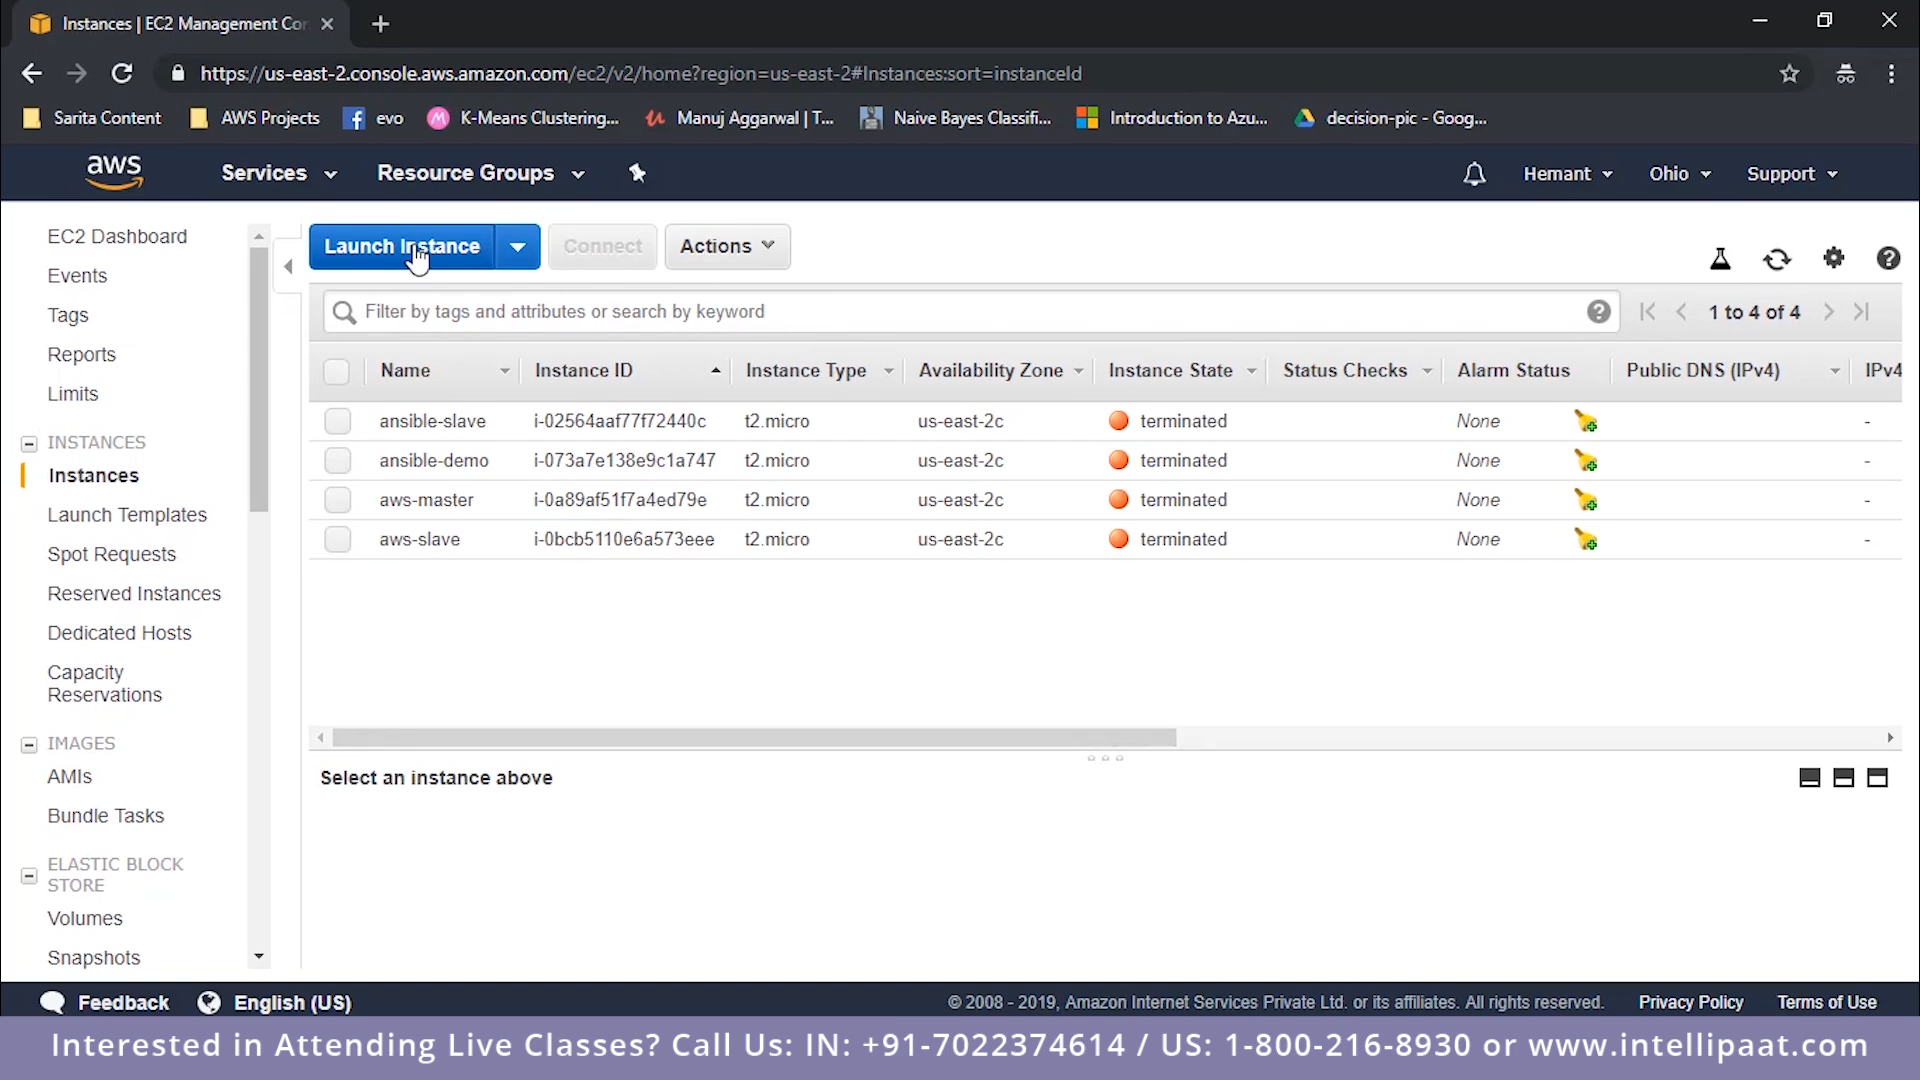 Instances | EC2 Management Con
https://us-east-2.console.aws.amazon.com/ec2/v2/home?region=us-east-2#Instances:sort=instanceId
Sarita Content AWS Projects evo K-Means Clustering... Manuj Aggarwal | T... Naive Bayes Classifi... Introduction to Azu... decision-pic - Goog...
aws Services Resource Groups Hemant Ohio Support
EC2 Dashboard
Events
Tags
Reports
Limits
INSTANCES
Instances
Launch Templates
Spot Requests
Reserved Instances
Dedicated Hosts
Capacity
Reservations
IMAGES
AMIs
Bundle Tasks
ELASTIC BLOCK
STORE
Volumes
Snapshots
Launch Instance Connect Actions
Filter by tags and attributes or search by keyword 1 to 4 of 4
Name Instance ID Instance Type Availability Zone Instance State Status Checks Alarm Status Public DNS (IPv4) IPv4
ansible-slave i-02564aaf77f72440c t2.micro us-east-2c terminated None -
ansible-demo i-073a7e138e9c1a747 t2.micro us-east-2c terminated None -
aws-master i-0a89af51f7a4ed79e t2.micro us-east-2c terminated None -
aws-slave i-0bcb5110e6a573eee t2.micro us-east-2c terminated None -
Select an instance above
Feedback English (US) © 2008 - 2019, Amazon Internet Services Private Ltd. or its affiliates. All rights reserved. Privacy Policy Terms of Use
Interested in Attending Live Classes? Call Us: IN: +91-7022374614 / US: 1-800-216-8930 or www.intellipaat.com